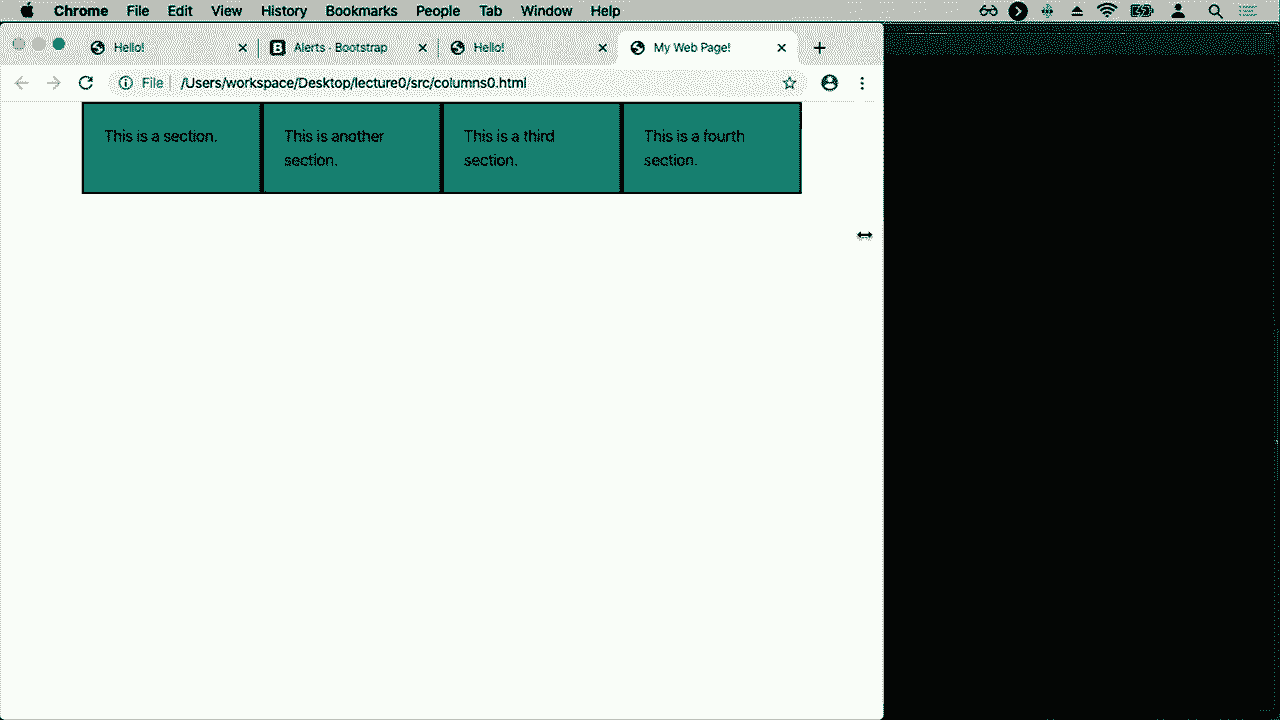 Chrome File Edit View History Bookmarks People Tab Window Help
Hello! Alerts · Bootstrap Hello! My Web Page!
File /Users/workspace/Desktop/lecture0/src/columns0.html
This is a section.
This is another
section.
This is a third
section.
This is a fourth
section.